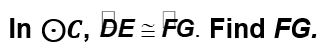 In ⊙C, DE ≅ FG. Find FG.